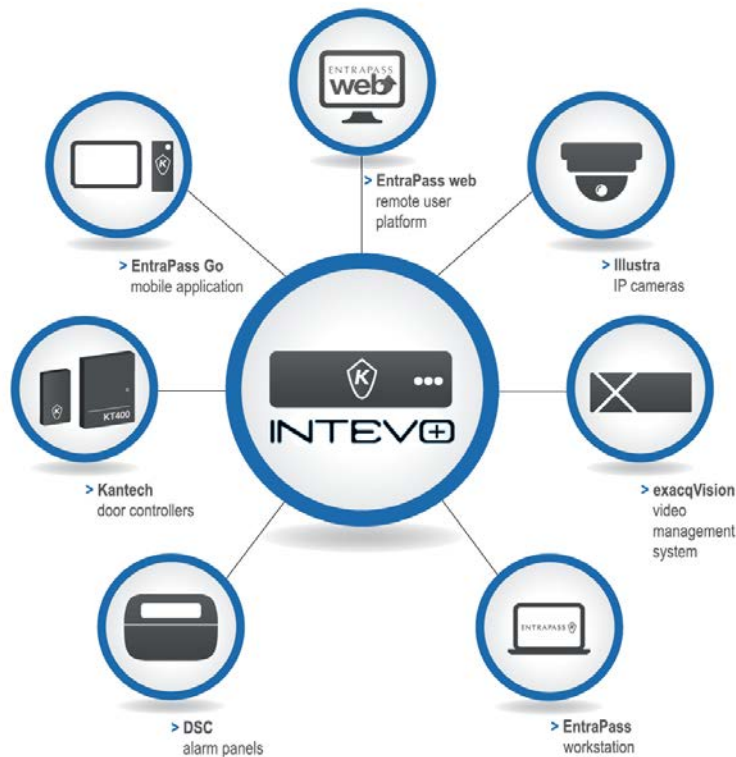 ENTRAPASS
web
> EntraPass web
remote user
platform
> EntraPass Go
mobile application
> Illustra
IP cameras
K
INTEVO+
K
KT400
> Kantech
door controllers
> exacqVision
video
management
system
ENTRAPASS K
> DSC
alarm panels
> EntraPass
workstation
K